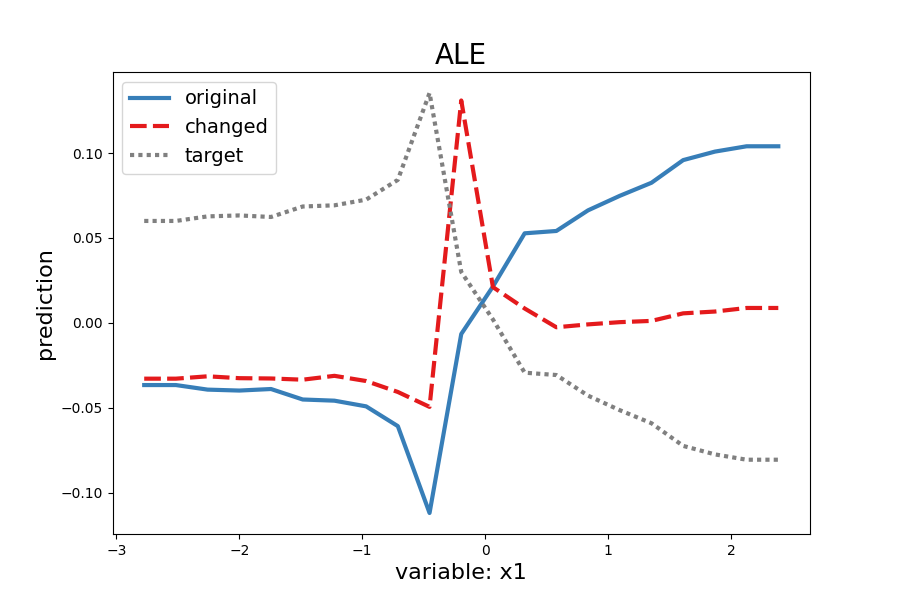 ALE
original
changed
target
0.10
0.05
0.00
−0.05
−0.10
prediction
−3
−2
−1
0
1
2
variable: x1